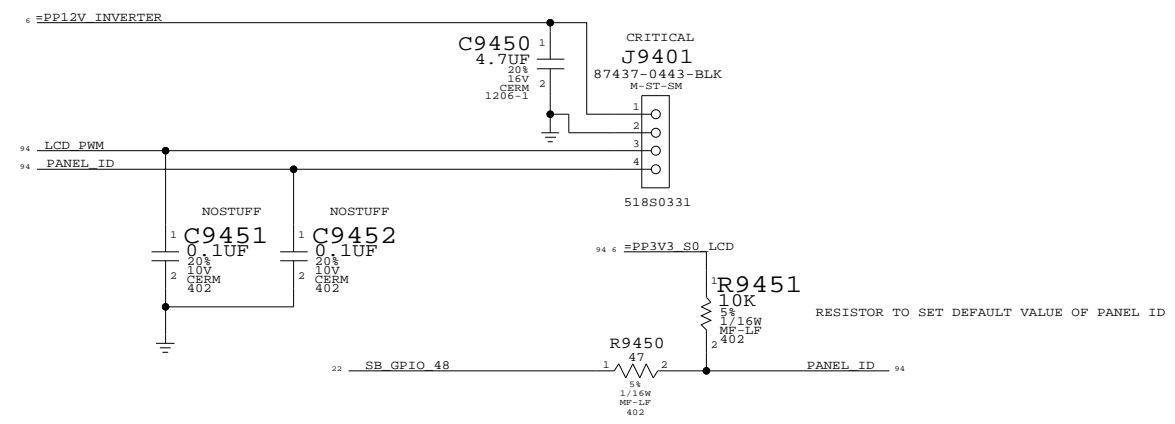 6 =PP12V_INVERTER
CRITICAL
J9401
87437-0443-BLK
M-ST-SM
C9450 1
4.7UF
20%
16V
CERM
1206-1
2
1
2
3
4
518S0331
94 LCD_PWM
94 PANEL_ID
NOSTUFF NOSTUFF
1 C9451 1 C9452
0.1UF 0.1UF
20% 20%
10V 10V
2 CERM 2 CERM
402 402
94 6 =PP3V3_S0_LCD
1 R9451
10K
5%
1/16W
MF-LF
2 402
RESISTOR TO SET DEFAULT VALUE OF PANEL ID
R9450
47
22 SB_GPIO_48 1 2 PANEL_ID 94
5%
1/16W
MF-LF
402